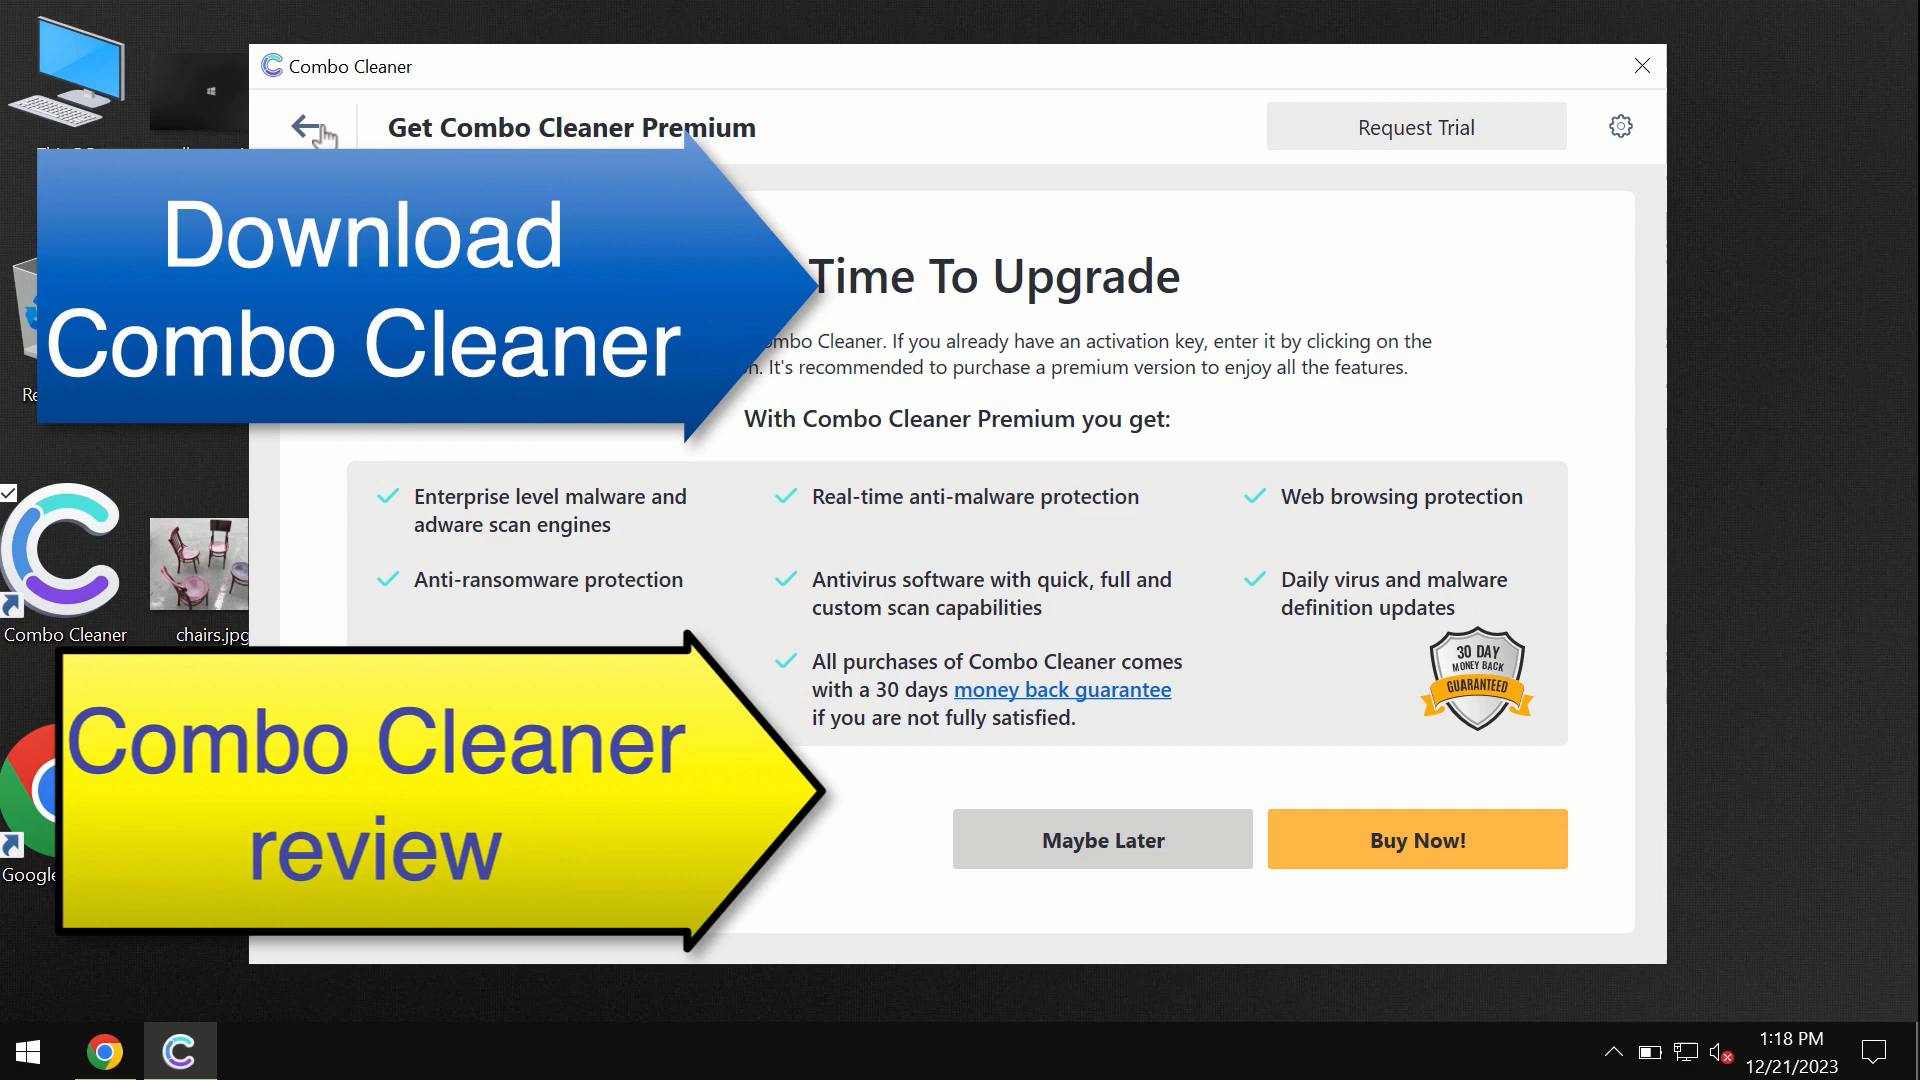 Combo Cleaner
Get Combo Cleaner Premium
Request Trial
Download
Combo Cleaner
Time To Upgrade
Combo Cleaner. If you already have an activation key, enter it by clicking on the
It's recommended to purchase a premium version to enjoy all the features.
With Combo Cleaner Premium you get:
Enterprise level malware and
adware scan engines
Real-time anti-malware protection
Web browsing protection
Anti-ransomware protection
Antivirus software with quick, full and
custom scan capabilities
Daily virus and malware
definition updates
All purchases of Combo Cleaner comes
with a 30 days money back guarantee
if you are not fully satisfied.
30 DAY
MONEY BACK
GUARANTEED
Combo Cleaner
chairs.jpg
Combo Cleaner
review
Google
Maybe Later
Buy Now!
1:18 PM
12/21/2023